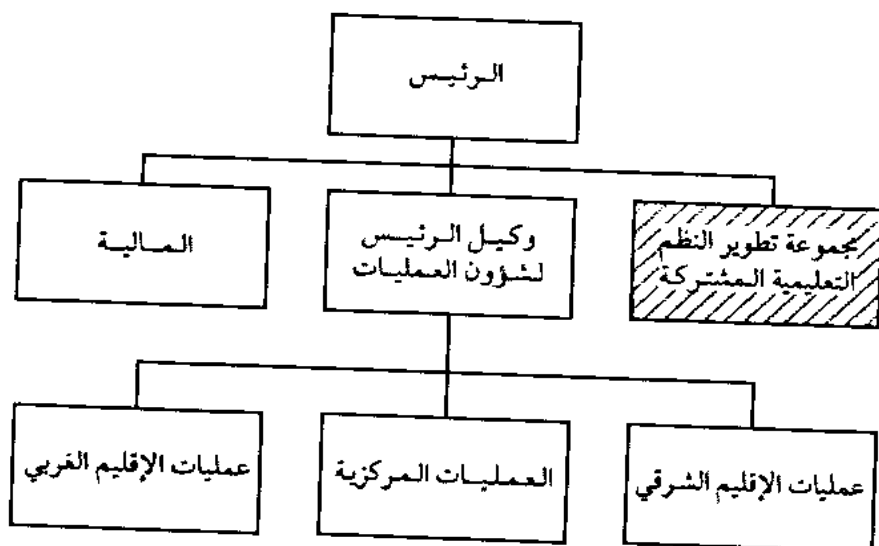 الرئيس
مجموعة تطوير النظم
التعليمية المشتركة
وكيل الرئيس
لشؤون العمليات
المالية
عمليات الإقليم الشرقي
العمليات المركزية
عمليات الإقليم الغربي